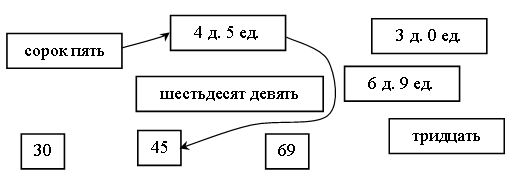 4 д. 5 ед.
3 д. 0 ед.
сорок пять
6 д. 9 ед.
шестьдесят девять
тридцать
30
45
69